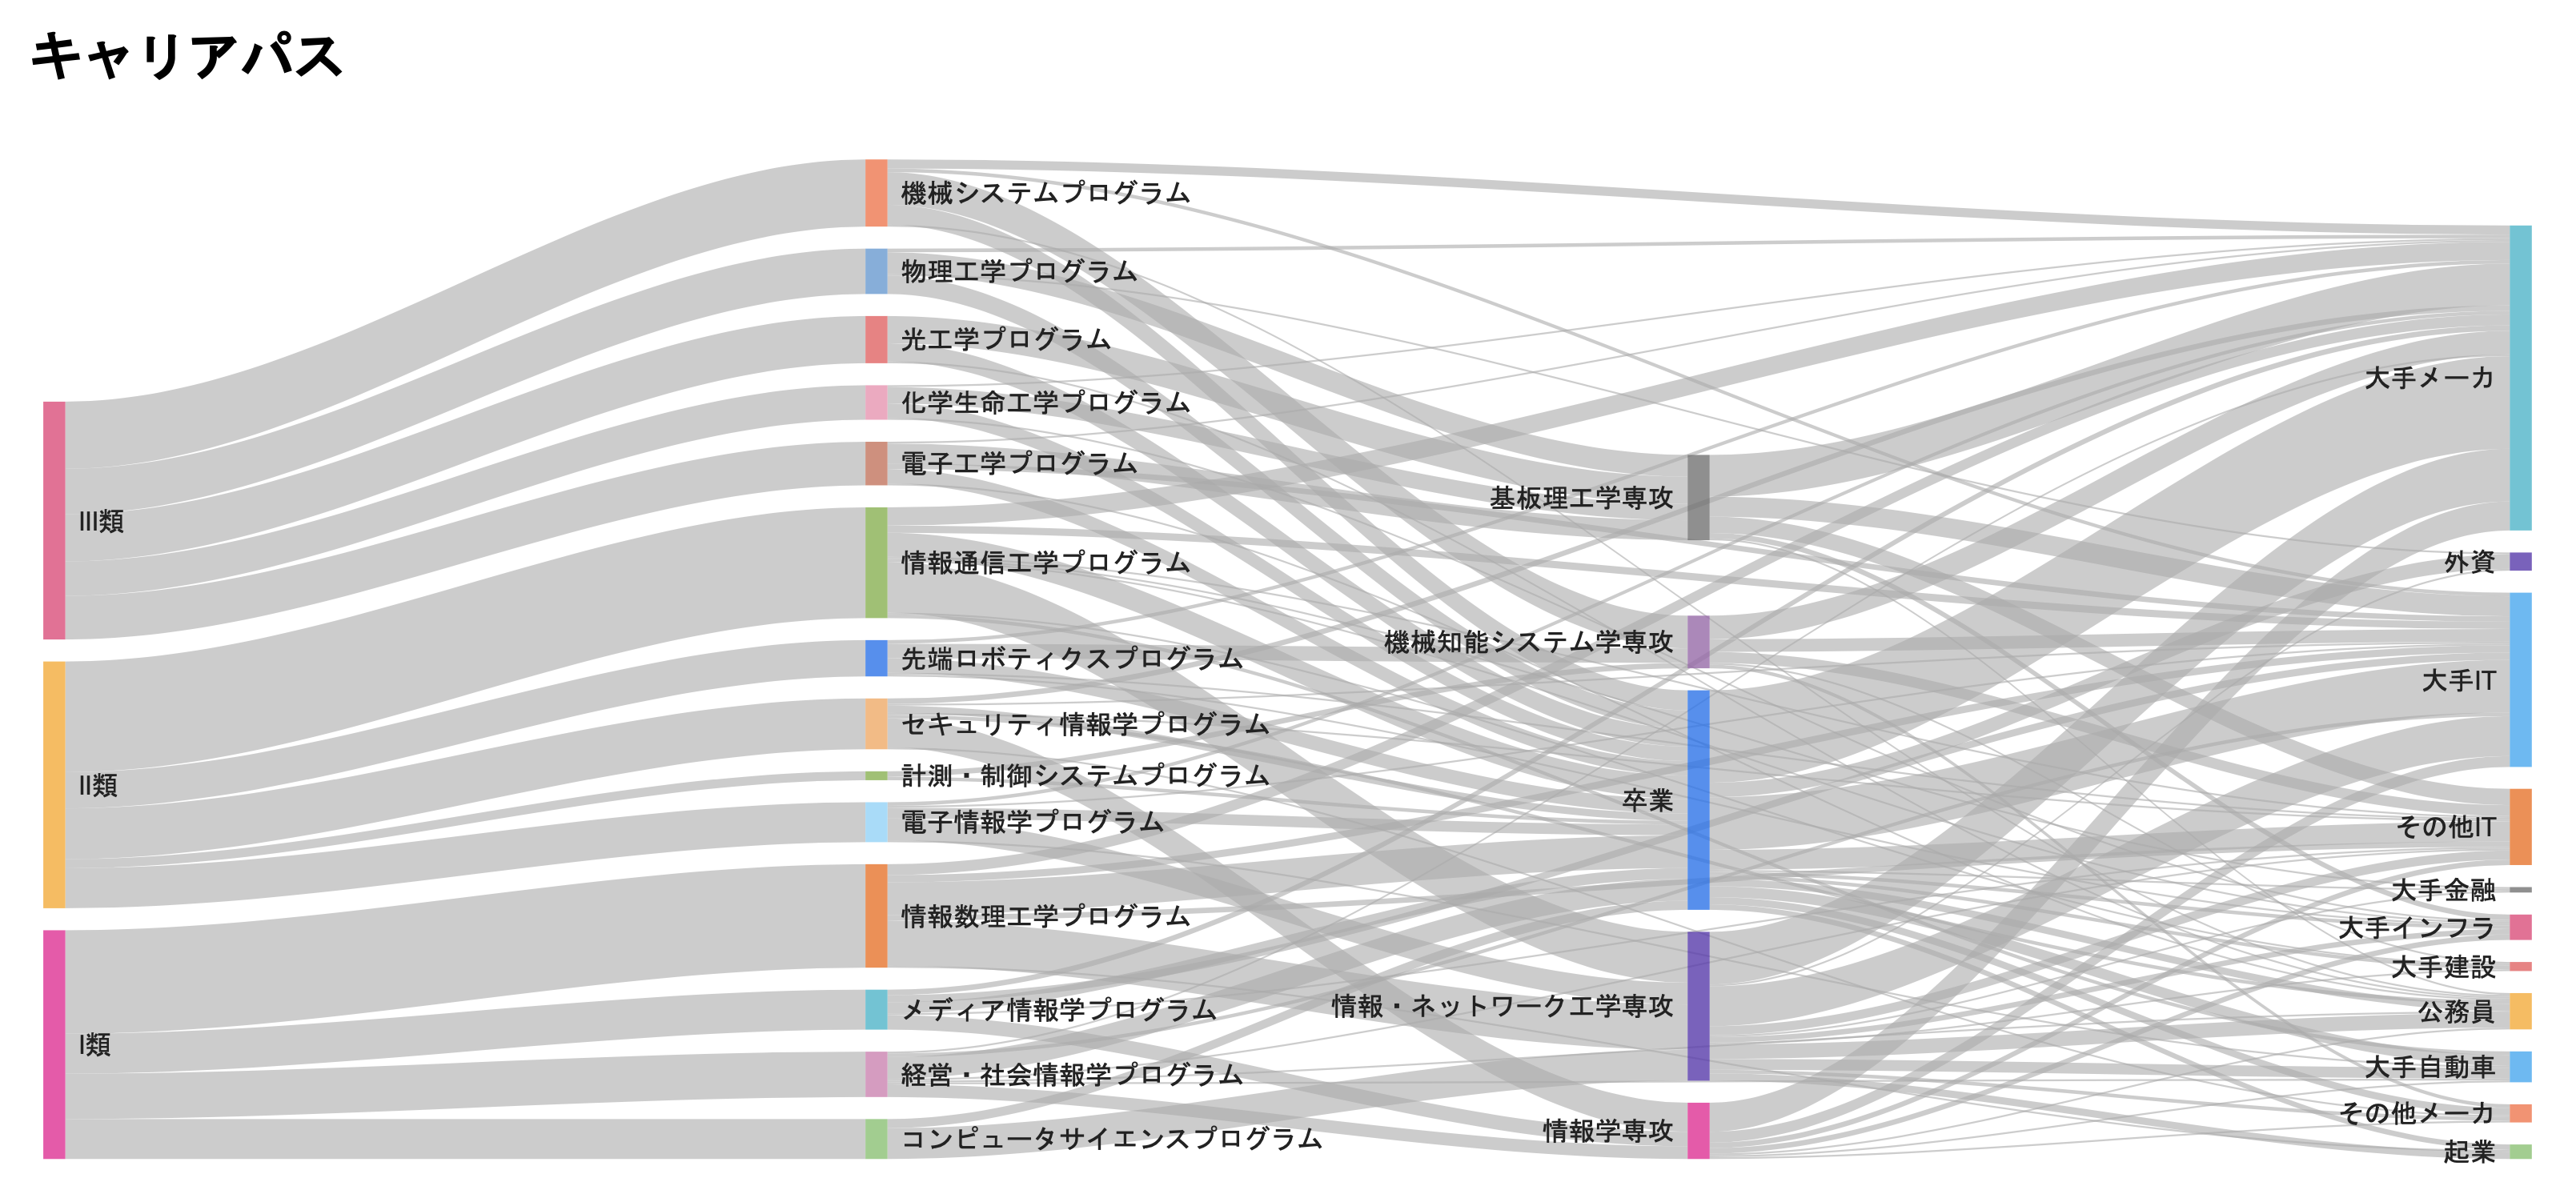 キャリアパス
III類
II類
I類
機械システムプログラム
物理工学プログラム
光工学プログラム
化学生命工学プログラム
電子工学プログラム
情報通信工学プログラム
先端ロボティクスプログラム
セキュリティ情報学プログラム
計測・制御システムプログラム
電子情報学プログラム
情報数理工学プログラム
メディア情報学プログラム
経営・社会情報学プログラム
コンピュータサイエンスプログラム
基板理工学専攻
機械知能システム学専攻
卒業
情報・ネットワーク工学専攻
情報学専攻
大手メーカ
外資
大手IT
その他IT
大手金融
大手インフラ
大手建設
公務員
大手自動車
その他メーカ
起業